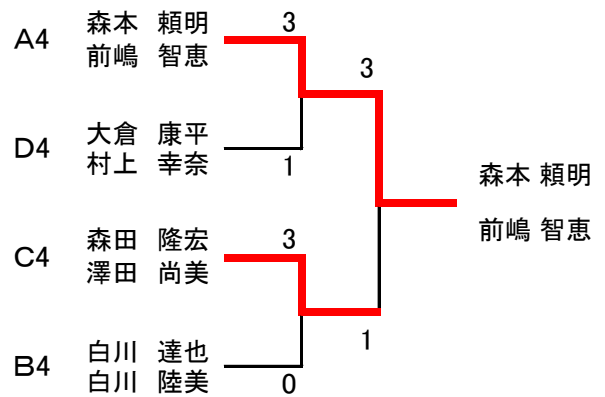 A4
森本 頼明
前嶋 智恵
3
3
D4
大倉 康平
村上 幸奈
1
森本 頼明
前嶋 智恵
C4
森田 隆宏
澤田 尚美
3
1
B4
白川 達也
白川 陸美
0